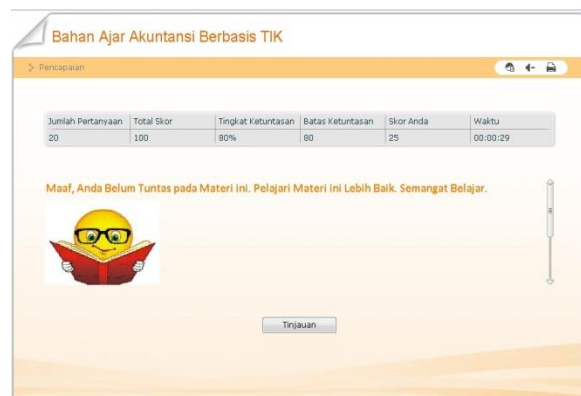 Bahan Ajar Akuntansi Berbasis TIK
Pencapaian
Jumlah Pertanyaan Total Skor Tingkat Ketuntasan Batas Ketuntasan Skor Anda Waktu
20 100 80% 80 25 00:00:29
Maaf, Anda Belum Tuntas pada Materi ini. Pelajari Materi ini Lebih Baik. Semangat Belajar.
Tinjauan